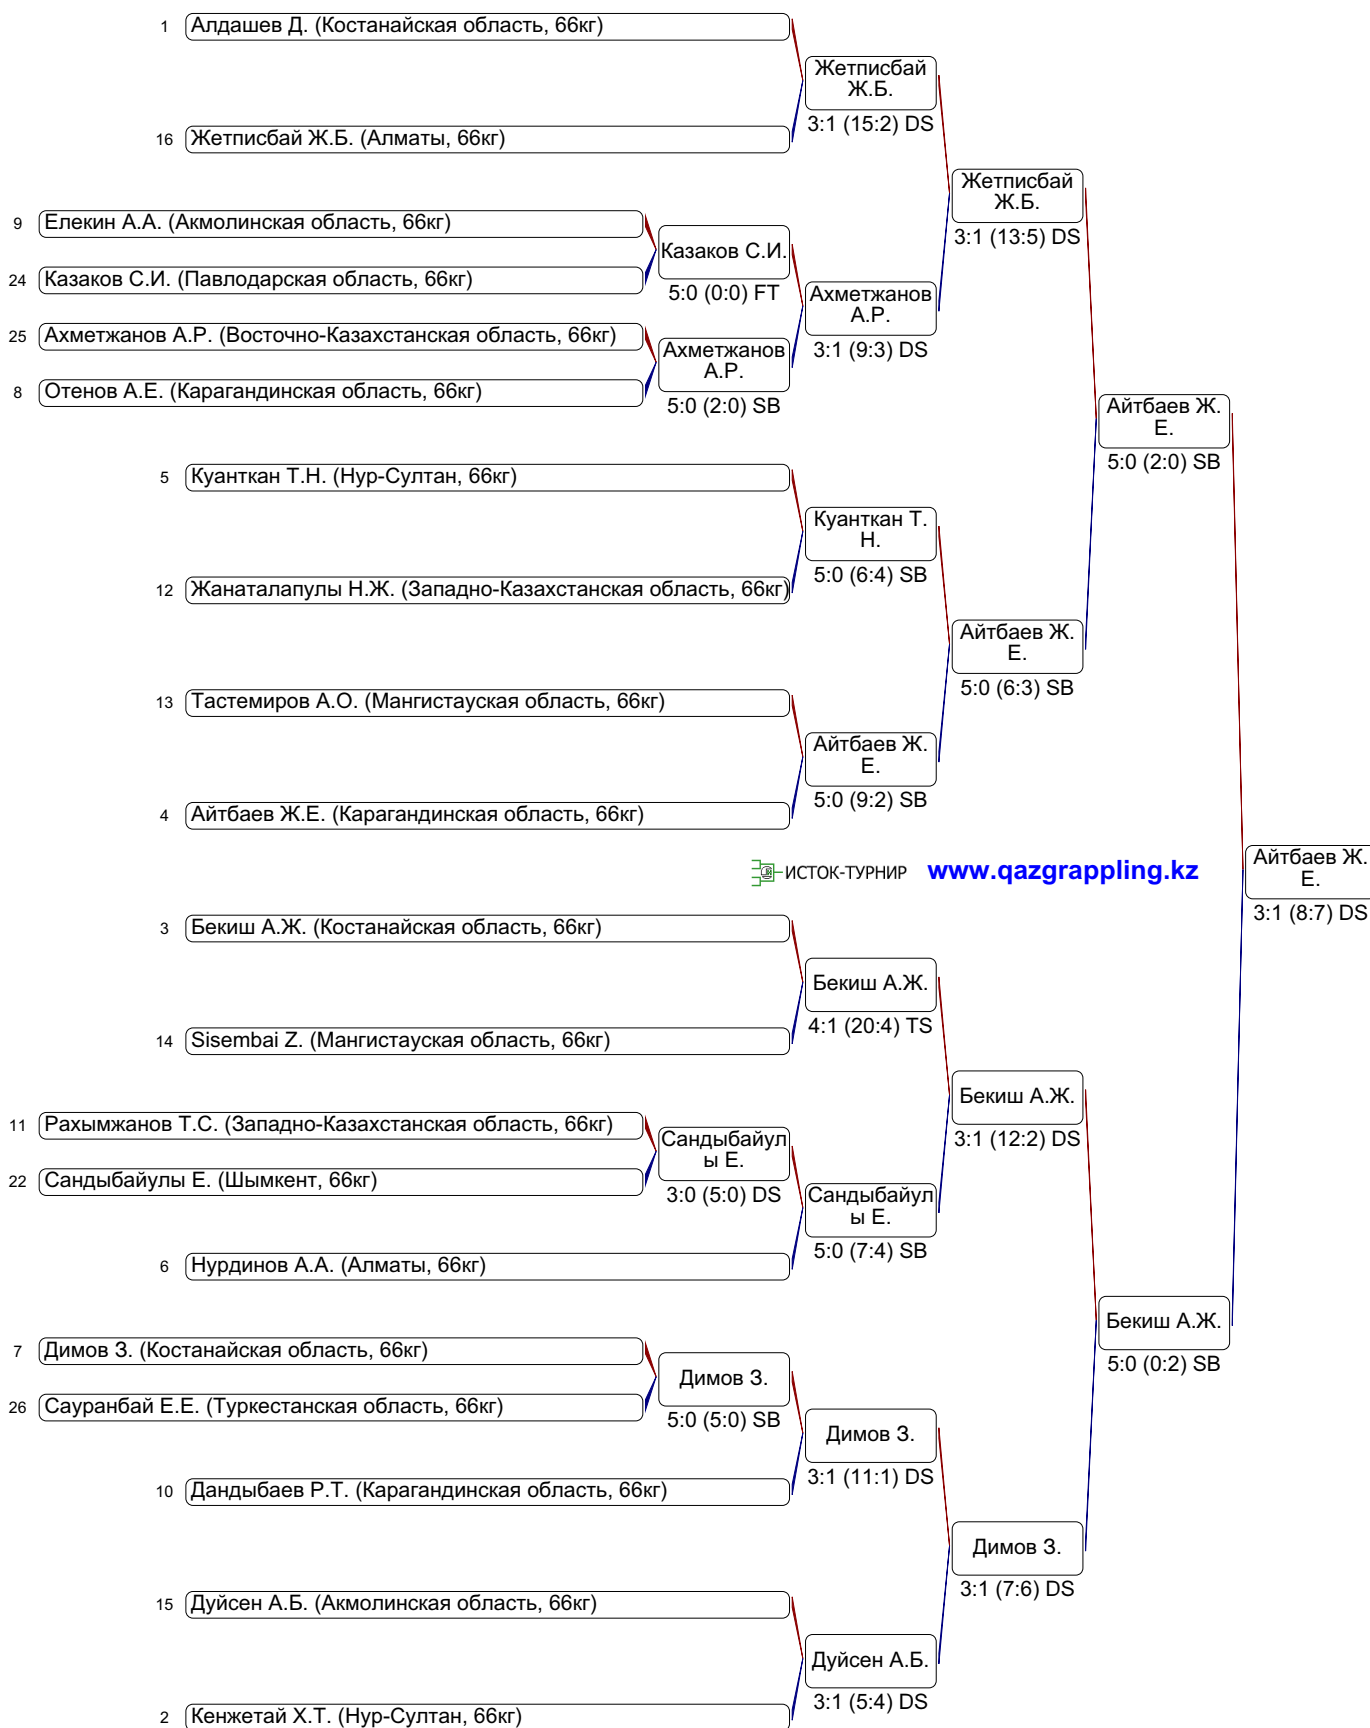 1 Алдашев Д. (Костанайская область, 66кг)
Жетписбай
Ж.Б.
3:1 (15:2) DS
16 Жетписбай Ж.Б. (Алматы, 66кг)
Жетписбай
Ж.Б.
3:1 (13:5) DS
9 Елекин А.А. (Акмолинская область, 66кг)
Казаков С.И.
5:0 (0:0) FT
24 Казаков С.И. (Павлодарская область, 66кг)
Ахметжанов
А.Р.
3:1 (9:3) DS
25 Ахметжанов А.Р. (Восточно-Казахстанская область, 66кг)
Ахметжанов
А.Р.
5:0 (2:0) SB
8 Отенов А.Е. (Карагандинская область, 66кг)
Айтбаев Ж.
Е.
5:0 (2:0) SB
5 Куанткан Т.Н. (Нур-Султан, 66кг)
Куанткан Т.
Н.
5:0 (6:4) SB
12 Жанаталапулы Н.Ж. (Западно-Казахстанская область, 66кг)
Айтбаев Ж.
Е.
5:0 (6:3) SB
13 Тастемиров А.О. (Мангистауская область, 66кг)
Айтбаев Ж.
Е.
5:0 (9:2) SB
4 Айтбаев Ж.Е. (Карагандинская область, 66кг)
ИСТОК-ТУРНИР www.qazgrappling.kz
Айтбаев Ж.
Е.
3:1 (8:7) DS
3 Бекиш А.Ж. (Костанайская область, 66кг)
Бекиш А.Ж.
4:1 (20:4) TS
14 Sisembai Z. (Мангистауская область, 66кг)
Бекиш А.Ж.
3:1 (12:2) DS
11 Рахымжанов Т.С. (Западно-Казахстанская область, 66кг)
Сандыбайул
ы Е.
3:0 (5:0) DS
22 Сандыбайулы Е. (Шымкент, 66кг)
Сандыбайул
ы Е.
5:0 (7:4) SB
6 Нурдинов А.А. (Алматы, 66кг)
Бекиш А.Ж.
5:0 (0:2) SB
7 Димов З. (Костанайская область, 66кг)
Димов З.
5:0 (5:0) SB
26 Сауранбай Е.Е. (Туркестанская область, 66кг)
Димов З.
3:1 (11:1) DS
10 Дандыбаев Р.Т. (Карагандинская область, 66кг)
Димов З.
3:1 (7:6) DS
15 Дуйсен А.Б. (Акмолинская область, 66кг)
Дуйсен А.Б.
3:1 (5:4) DS
2 Кенжетай Х.Т. (Нур-Султан, 66кг)